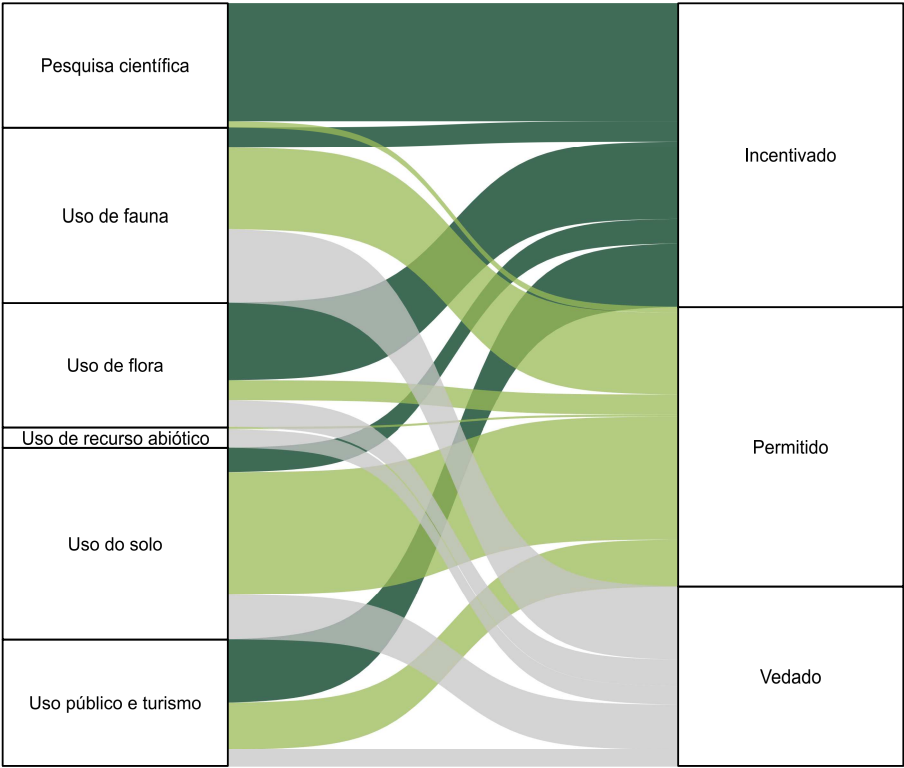 Pesquisa científica
Uso de fauna
Uso de flora
Uso de recurso abiótico
Uso do solo
Uso público e turismo
Incentivado
Permitido
Vedado